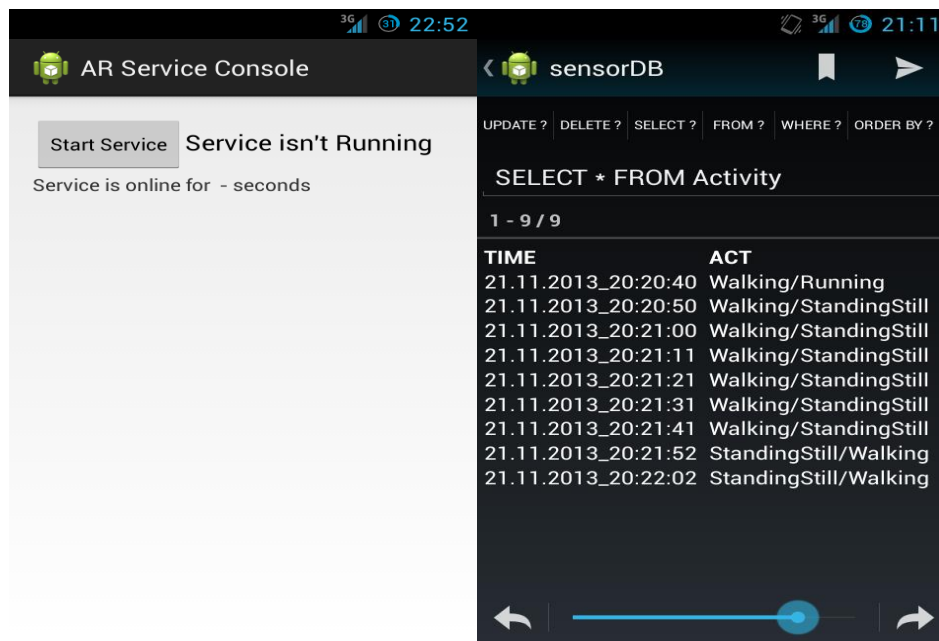 3G 31 22:52
AR Service Console
Start Service Service isn't Running
Service is online for - seconds
3G 78 21:11
sensorDB
UPDATE ? DELETE ? SELECT ? FROM ? WHERE ? ORDER BY ?
SELECT * FROM Activity
1 - 9 / 9
TIME ACT
21.11.2013_20:20:40 Walking/Running
21.11.2013_20:20:50 Walking/StandingStill
21.11.2013_20:21:00 Walking/StandingStill
21.11.2013_20:21:11 Walking/StandingStill
21.11.2013_20:21:21 Walking/StandingStill
21.11.2013_20:21:31 Walking/StandingStill
21.11.2013_20:21:41 Walking/StandingStill
21.11.2013_20:21:52 StandingStill/Walking
21.11.2013_20:22:02 StandingStill/Walking